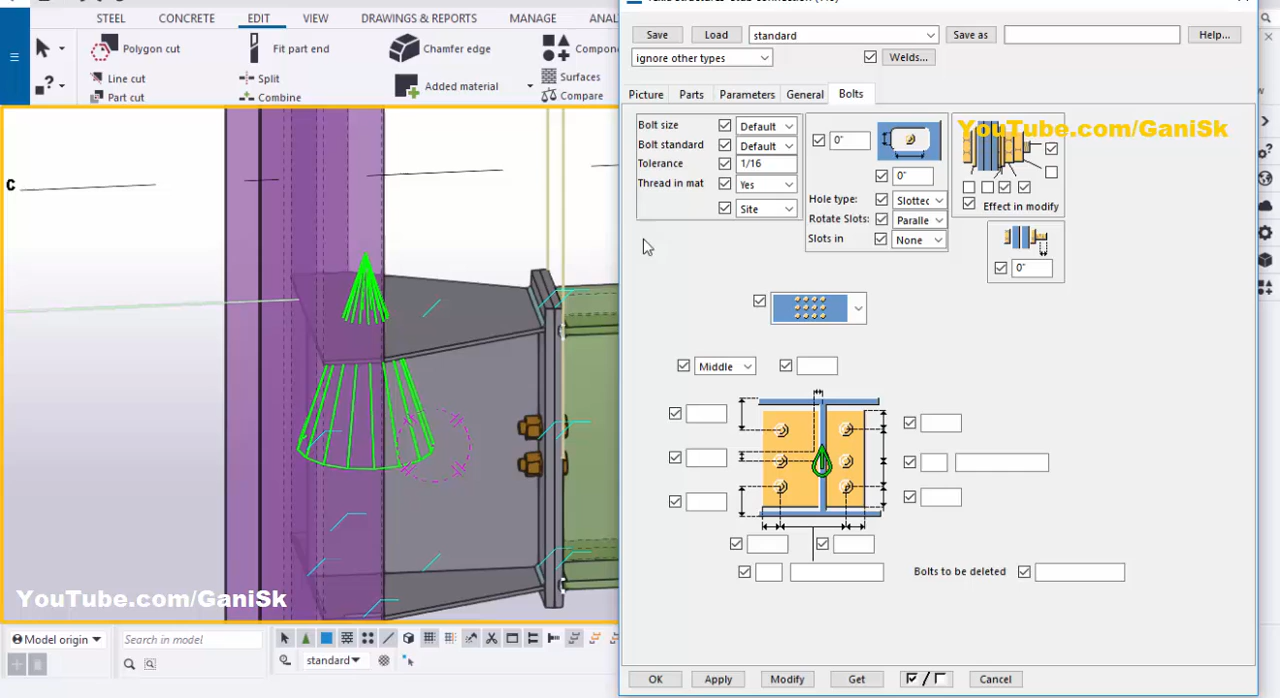 STEEL CONCRETE EDIT VIEW DRAWINGS & REPORTS MANAGE ANAL
Polygon cut
Fit part end
Chamfer edge
Compone
Line cut
Split
Added material
Surfaces
Part cut
Combine
Compare
C
YouTube.com/GaniSk
Model origin
Search in model
standard
Save Load standard Save as Help...
ignore other types Welds...
Picture Parts Parameters General Bolts
Bolt size Default
Bolt standard Default
Tolerance 1/16
Thread in mat Yes
Site
0"
0"
Hole type: Slotted
Rotate Slots: Paralle
Slots in None
YouTube.com/GaniSk
Effect in modify
0"
Middle
Bolts to be deleted
OK Apply Modify Get / Cancel